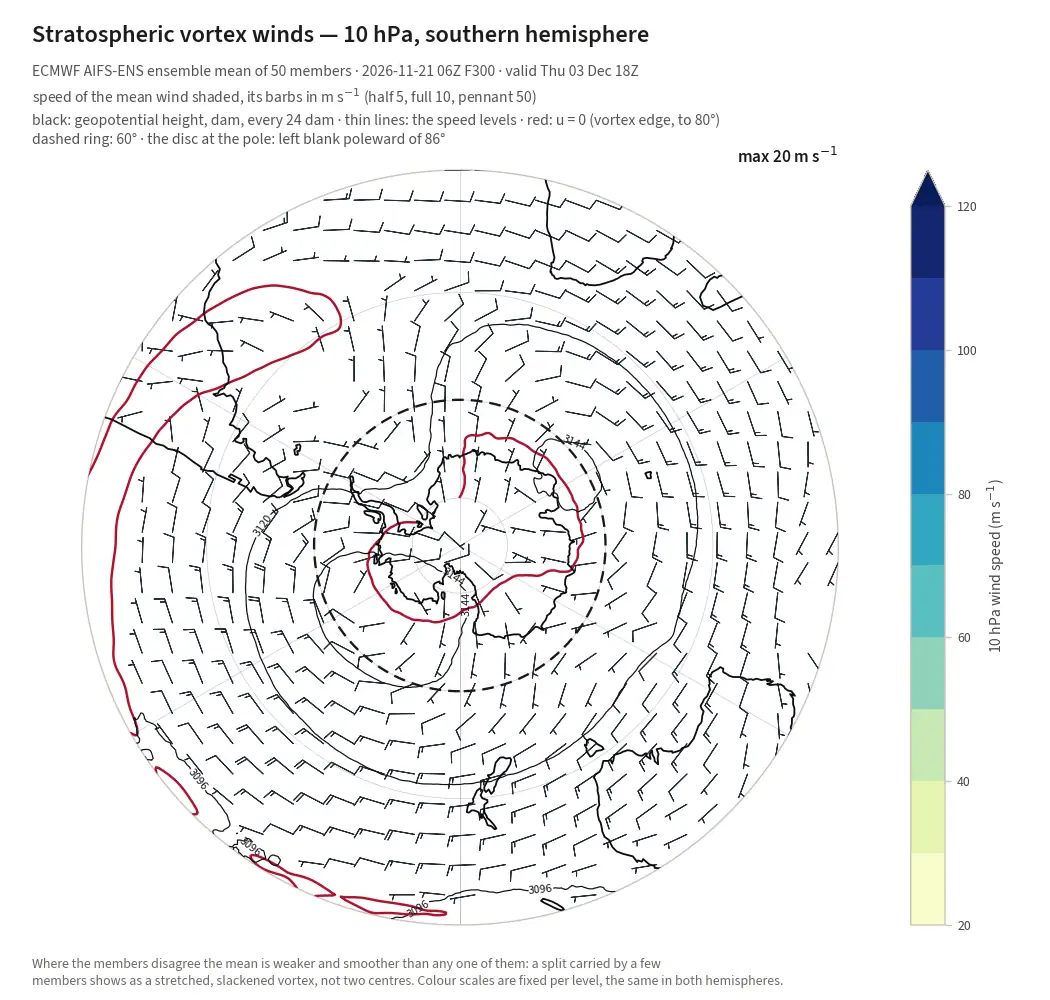 Stratospheric vortex winds — 10 hPa, southern hemisphere
ECMWF AIFS-ENS ensemble mean of 50 members · 2026-11-21 06Z F300 · valid Thu 03 Dec 18Z
speed of the mean wind shaded, its barbs in m s⁻¹ (half 5, full 10, pennant 50)
black: geopotential height, dam, every 24 dam · thin lines: the speed levels · red: u = 0 (vortex edge, to 80°)
dashed ring: 60° · the disc at the pole: left blank poleward of 86°
max 20 m s⁻¹
120
100
80
60
40
20
10 hPa wind speed (m s⁻¹)
3144
3120
3144
3144
3096
3096
3096
3096
Where the members disagree the mean is weaker and smoother than any one of them: a split carried by a few
members shows as a stretched, slackened vortex, not two centres. Colour scales are fixed per level, the same in both hemispheres.